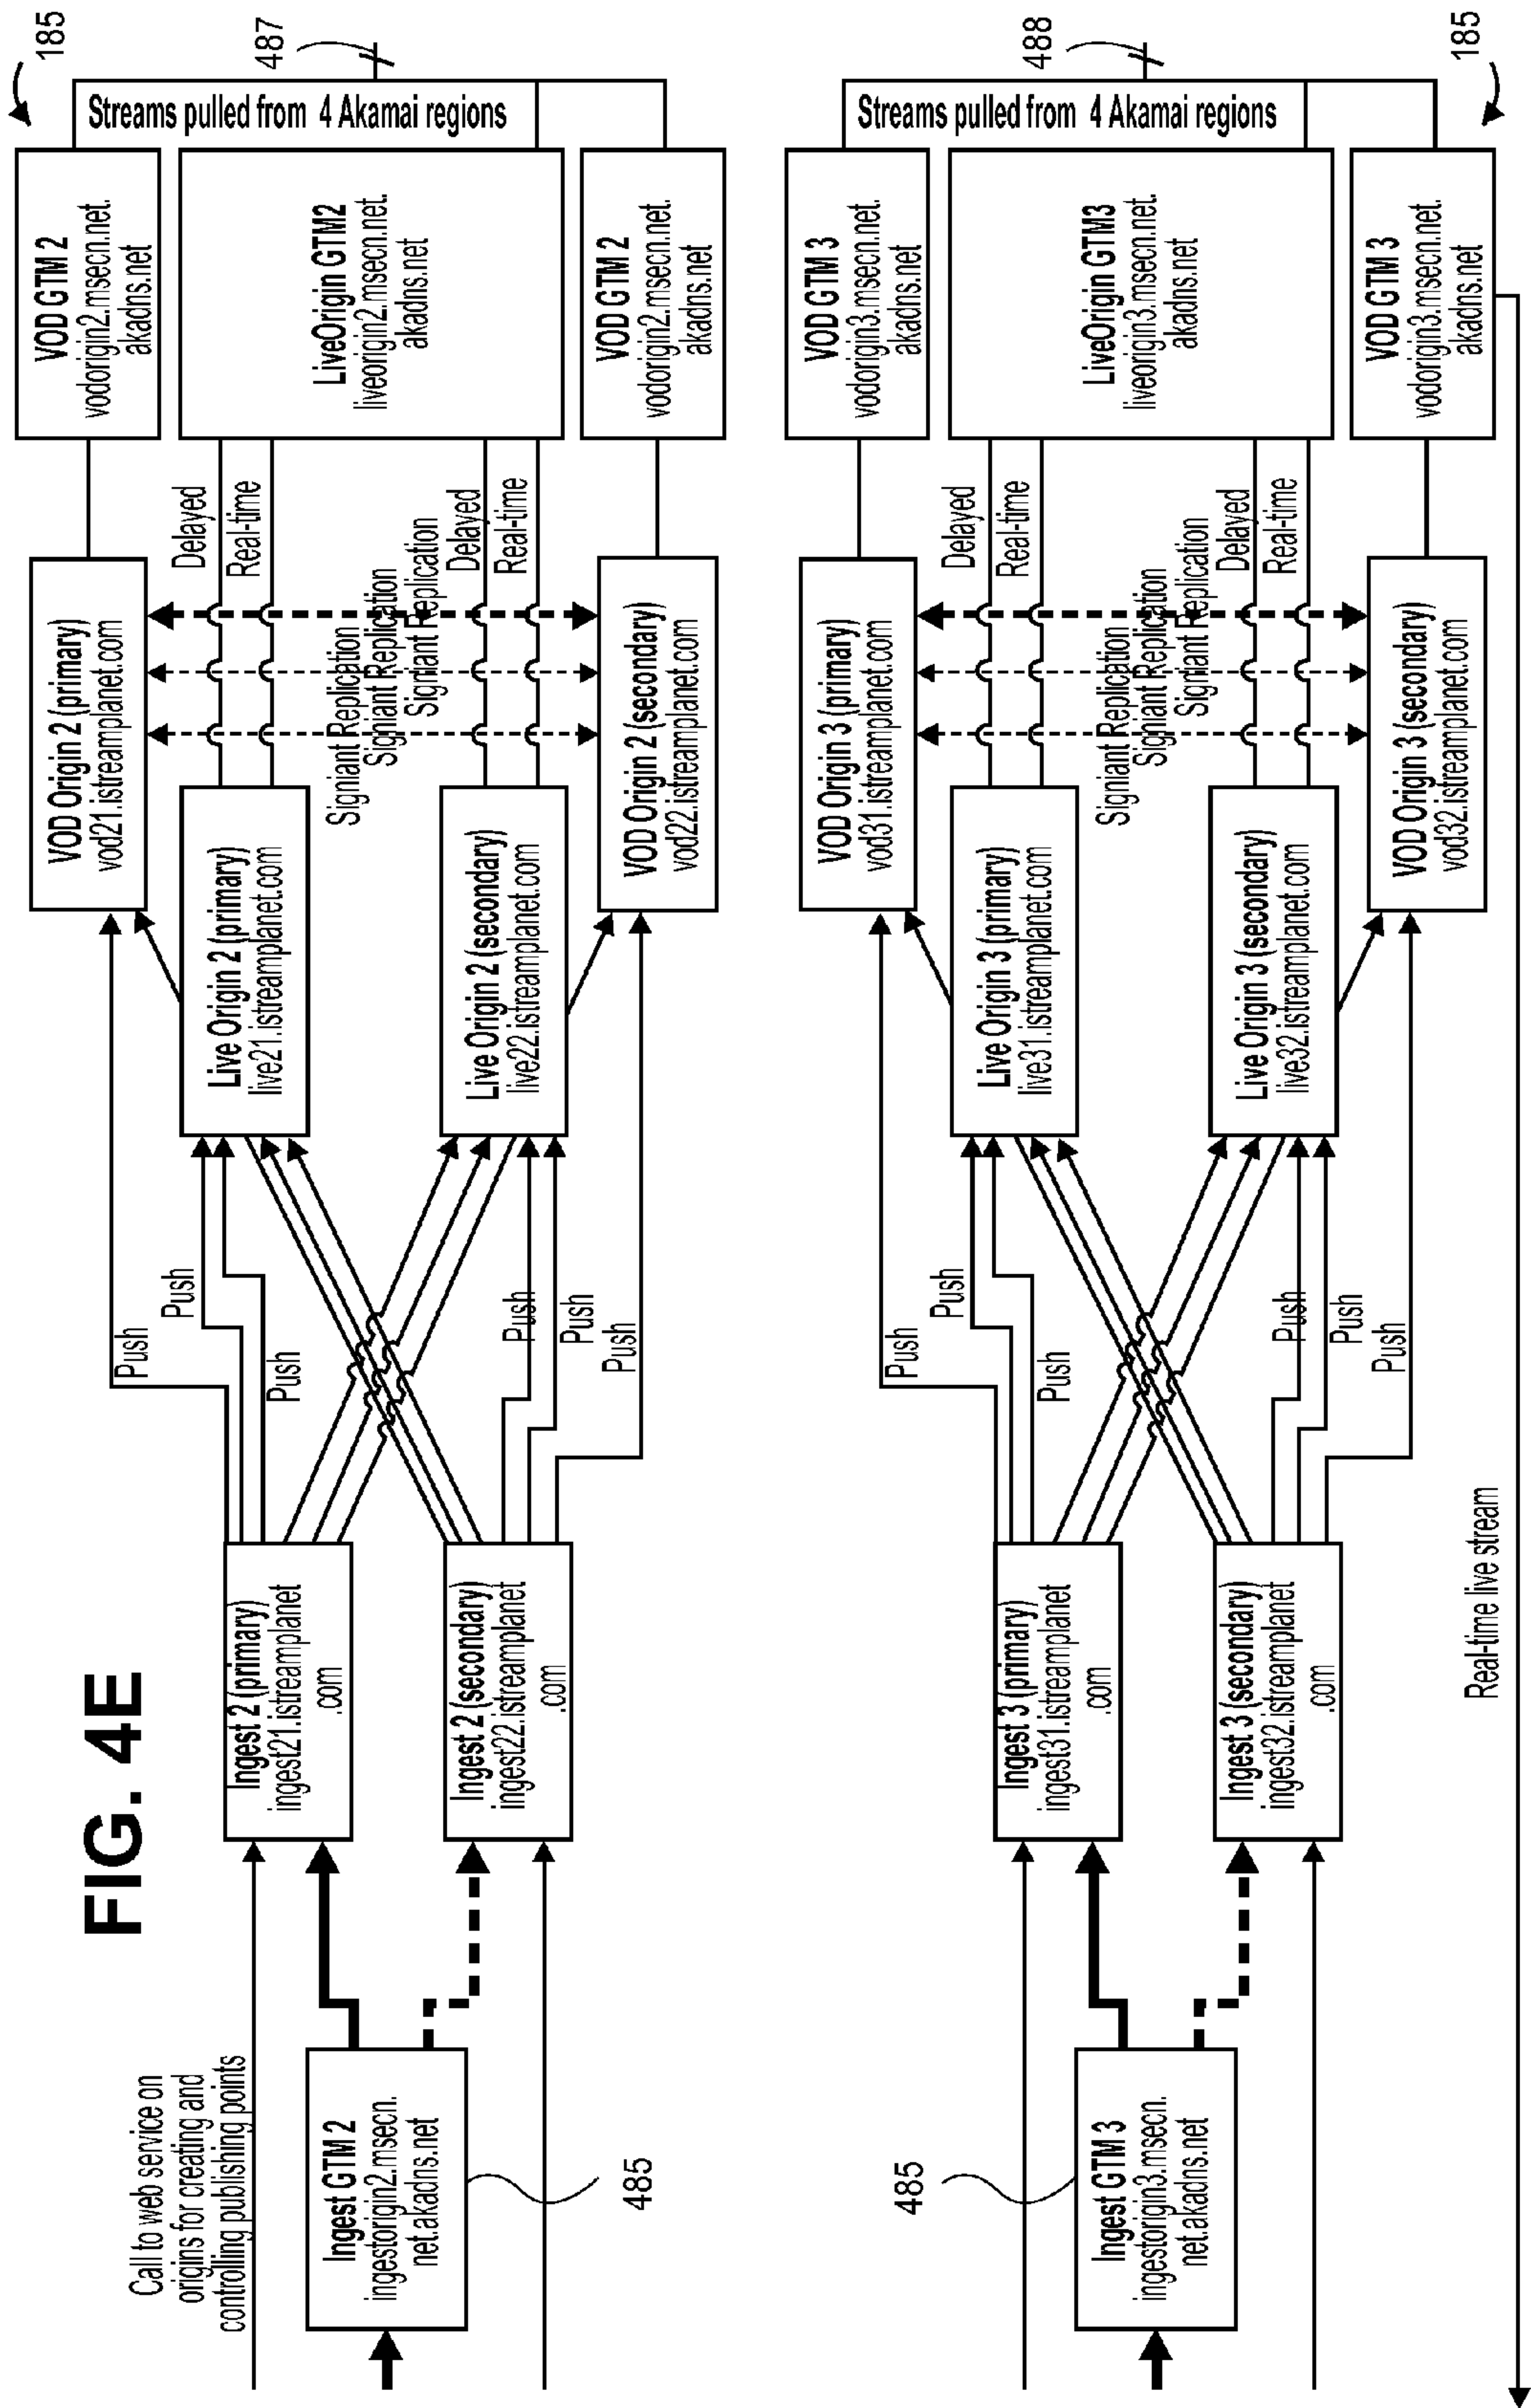 FIG. 4E
185
Call to web service on
origins for creating and
controlling publishing points
Ingest GTM 2
ingestorigin2.msecn.
net.akadns.net
485
Ingest 2 (primary)
ingest21.istreamplanet
.com
Ingest 2 (secondary)
ingest22.istreamplanet
.com
Push
Push
Push
Push
Push
Push
Live Origin 2 (primary)
live21.istreamplanet.com
Live Origin 2 (secondary)
live22.istreamplanet.com
VOD Origin 2 (primary)
vod21.istreamplanet.com
VOD Origin 2 (secondary)
vod22.istreamplanet.com
Signiant Replication
Signiant Replication
Signiant Replication
Delayed
Real-time
Delayed
Real-time
VOD GTM 2
vodorigin2.msecn.net.
akadns.net
LiveOrigin GTM2
liveorigin2.msecn.net.
akadns.net
VOD GTM 2
vodorigin2.msecn.net.
akadns.net
Streams pulled from 4 Akamai regions
487
Ingest GTM 3
ingestorigin3.msecn.
net.akadns.net
485
Ingest 3 (primary)
ingest31.istreamplanet
.com
Ingest 3 (secondary)
ingest32.istreamplanet
.com
Push
Push
Push
Push
Push
Push
Live Origin 3 (primary)
live31.istreamplanet.com
Live Origin 3 (secondary)
live32.istreamplanet.com
VOD Origin 3 (primary)
vod31.istreamplanet.com
VOD Origin 3 (secondary)
vod32.istreamplanet.com
Signiant Replication
Signiant Replication
Signiant Replication
Delayed
Real-time
Delayed
Real-time
VOD GTM 3
vodorigin3.msecn.net.
akadns.net
LiveOrigin GTM3
liveorigin3.msecn.net.
akadns.net
VOD GTM 3
vodorigin3.msecn.net.
akadns.net
Streams pulled from 4 Akamai regions
488
185
Real-time live stream